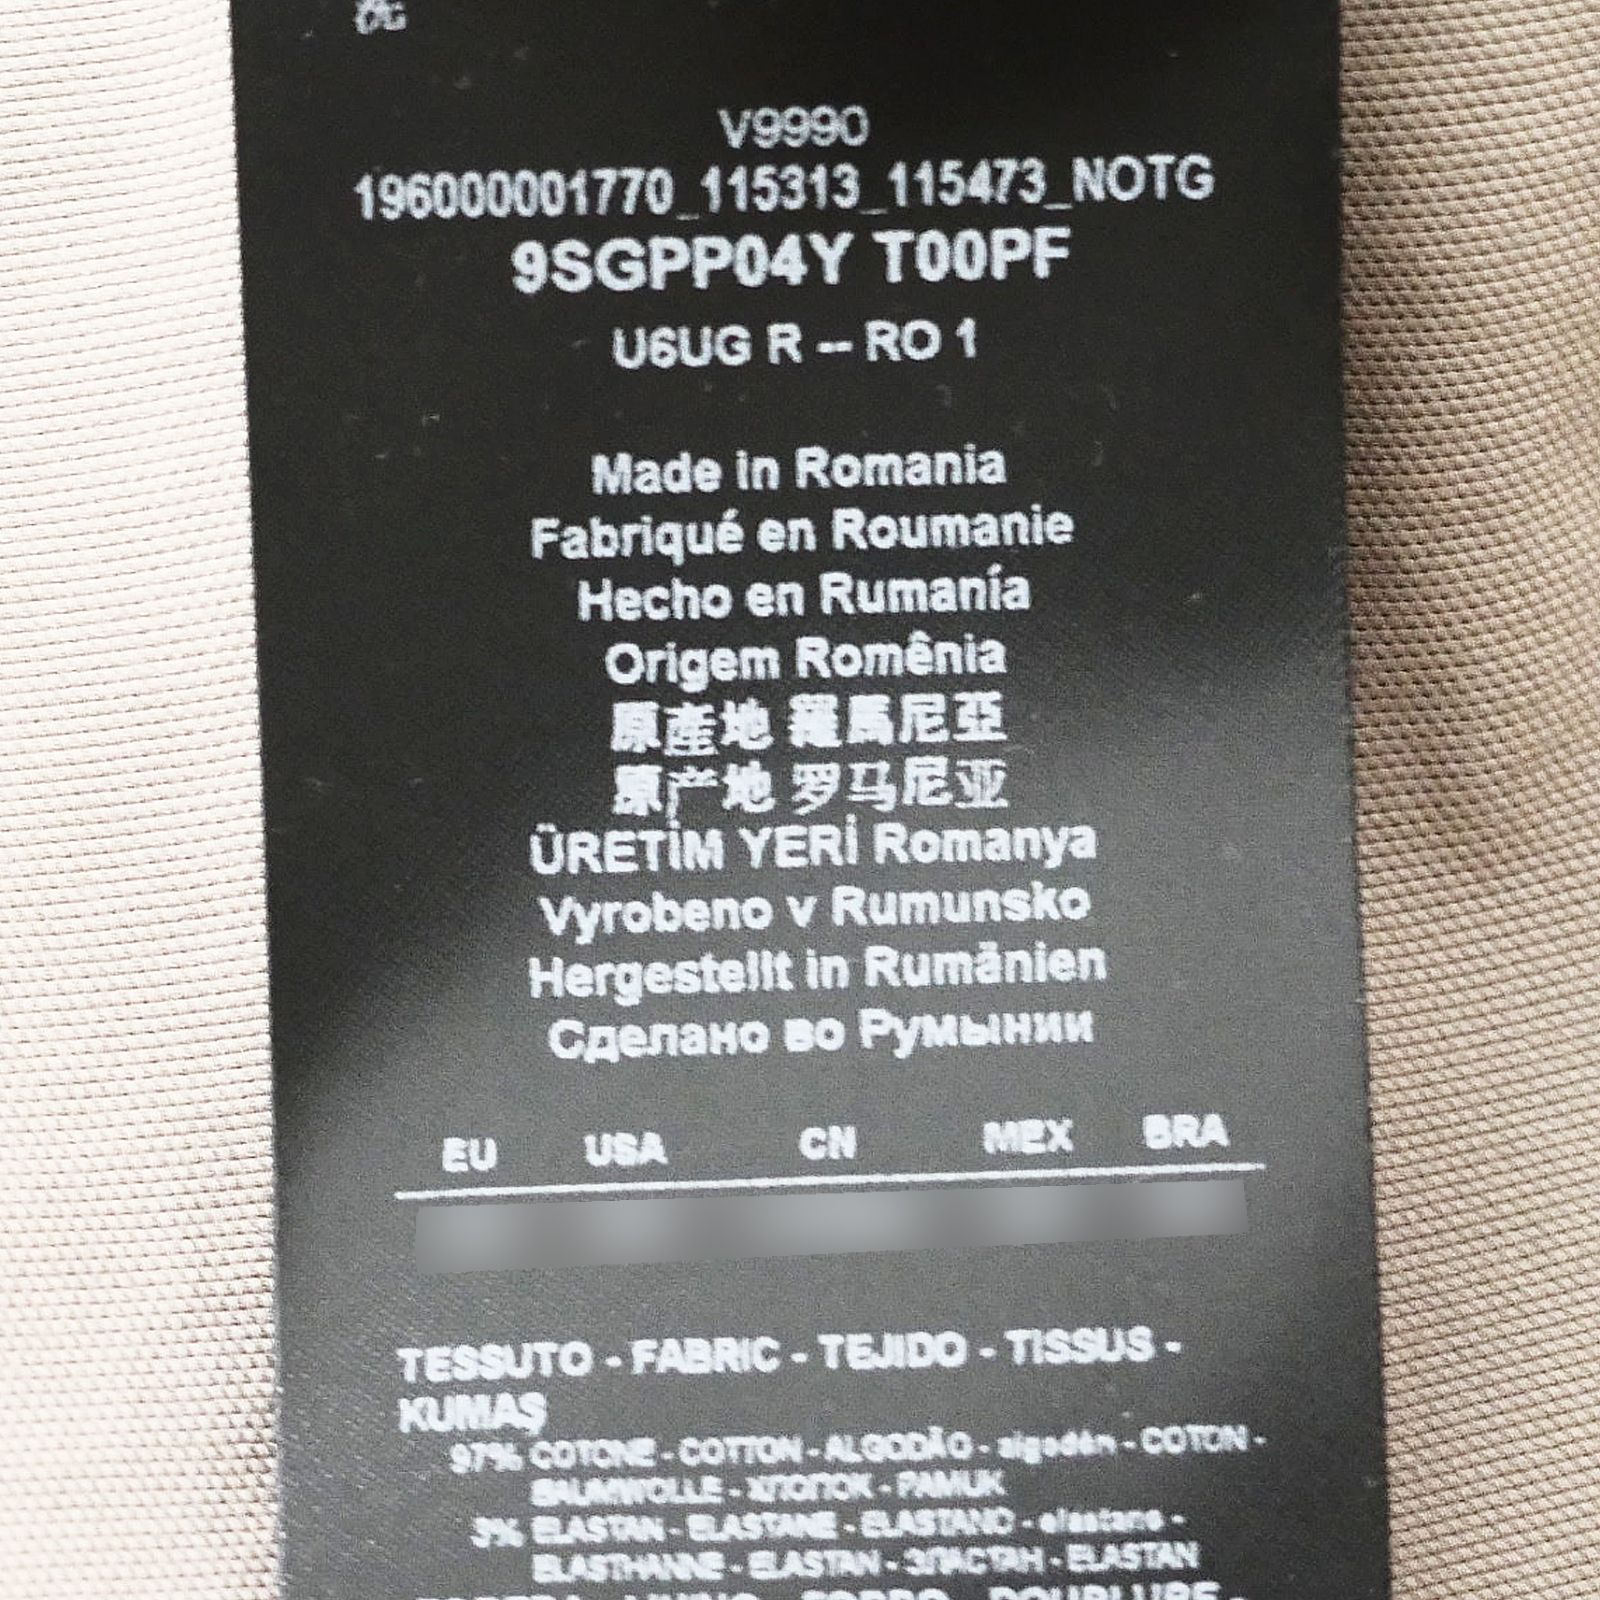 V9990
196000001770_115313_115473_NOTG
9SGPP04Y T00PF
U6UG R -- RO 1
Made in Romania
Fabriqué en Roumanie
Hecho en Rumanía
Origem Romênia
原產地 羅馬尼亞
原产地 罗马尼亚
ÜRETİM YERİ Romanya
Vyrobeno v Rumunsko
Hergestellt in Rumänien
Сделано во Румынии
EU USA CN MEX BRA
TESSUTO - FABRIC - TEJIDO - TISSUS -
KUMAŞ
97% COTONE - COTTON - ALGODÃO - algodón - COTON -
BAUMWOLLE - ХЛОПОК - PAMUK
3% ELASTAN - ELASTANE - ELASTANO - elastano -
ELASTHANNE - ELASTAN - ЭЛАСТАН - ELASTAN